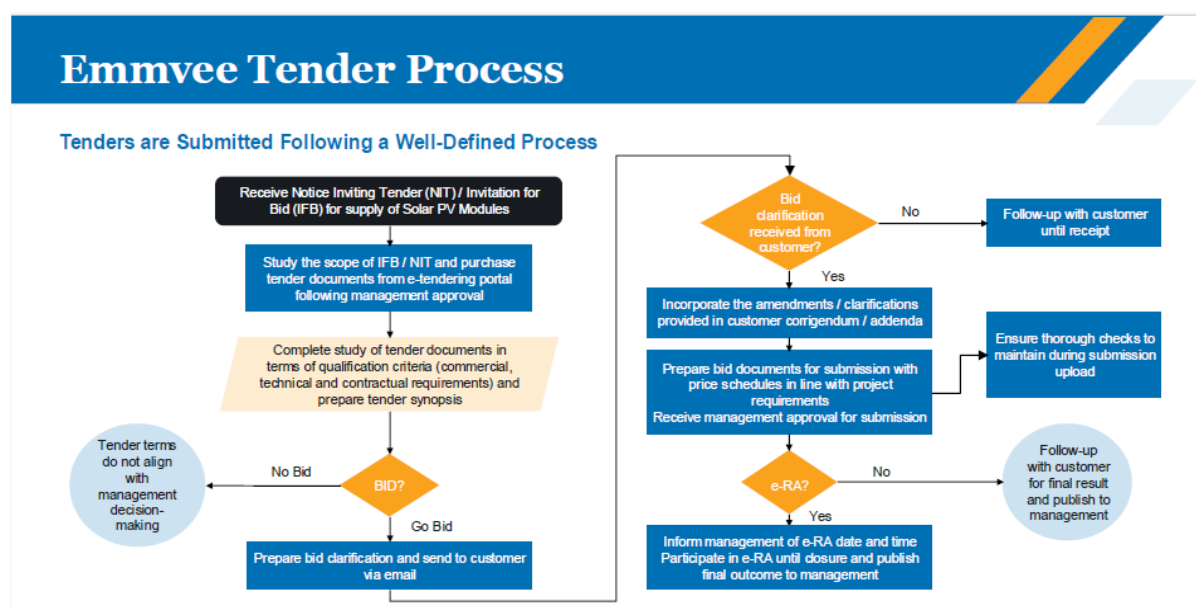 Emmvee Tender Process
Tenders are Submitted Following a Well-Defined Process
Receive Notice Inviting Tender (NIT) / Invitation for
Bid (IFB) for supply of Solar PV Modules
Study the scope of IFB / NIT and purchase
tender documents from e-tendering portal
following management approval
Complete study of tender documents in
terms of qualification criteria (commercial,
technical and contractual requirements) and
prepare tender synopsis
BID?
No Bid
Tender terms
do not align
with
management
decision-
making
Go Bid
Prepare bid clarification and send to customer
via email
Bid
clarification
received from
customer?
No
Follow-up with customer
until receipt
Yes
Incorporate the amendments / clarifications
provided in customer corrigendum / addenda
Prepare bid documents for submission with
price schedules in line with project
requirements
Receive management approval for submission
Ensure thorough checks to
maintain during submission
upload
e-RA?
No
Follow-up
with customer
for final result
and publish to
management
Yes
Inform management of e-RA date and time
Participate in e-RA until closure and publish
final outcome to management